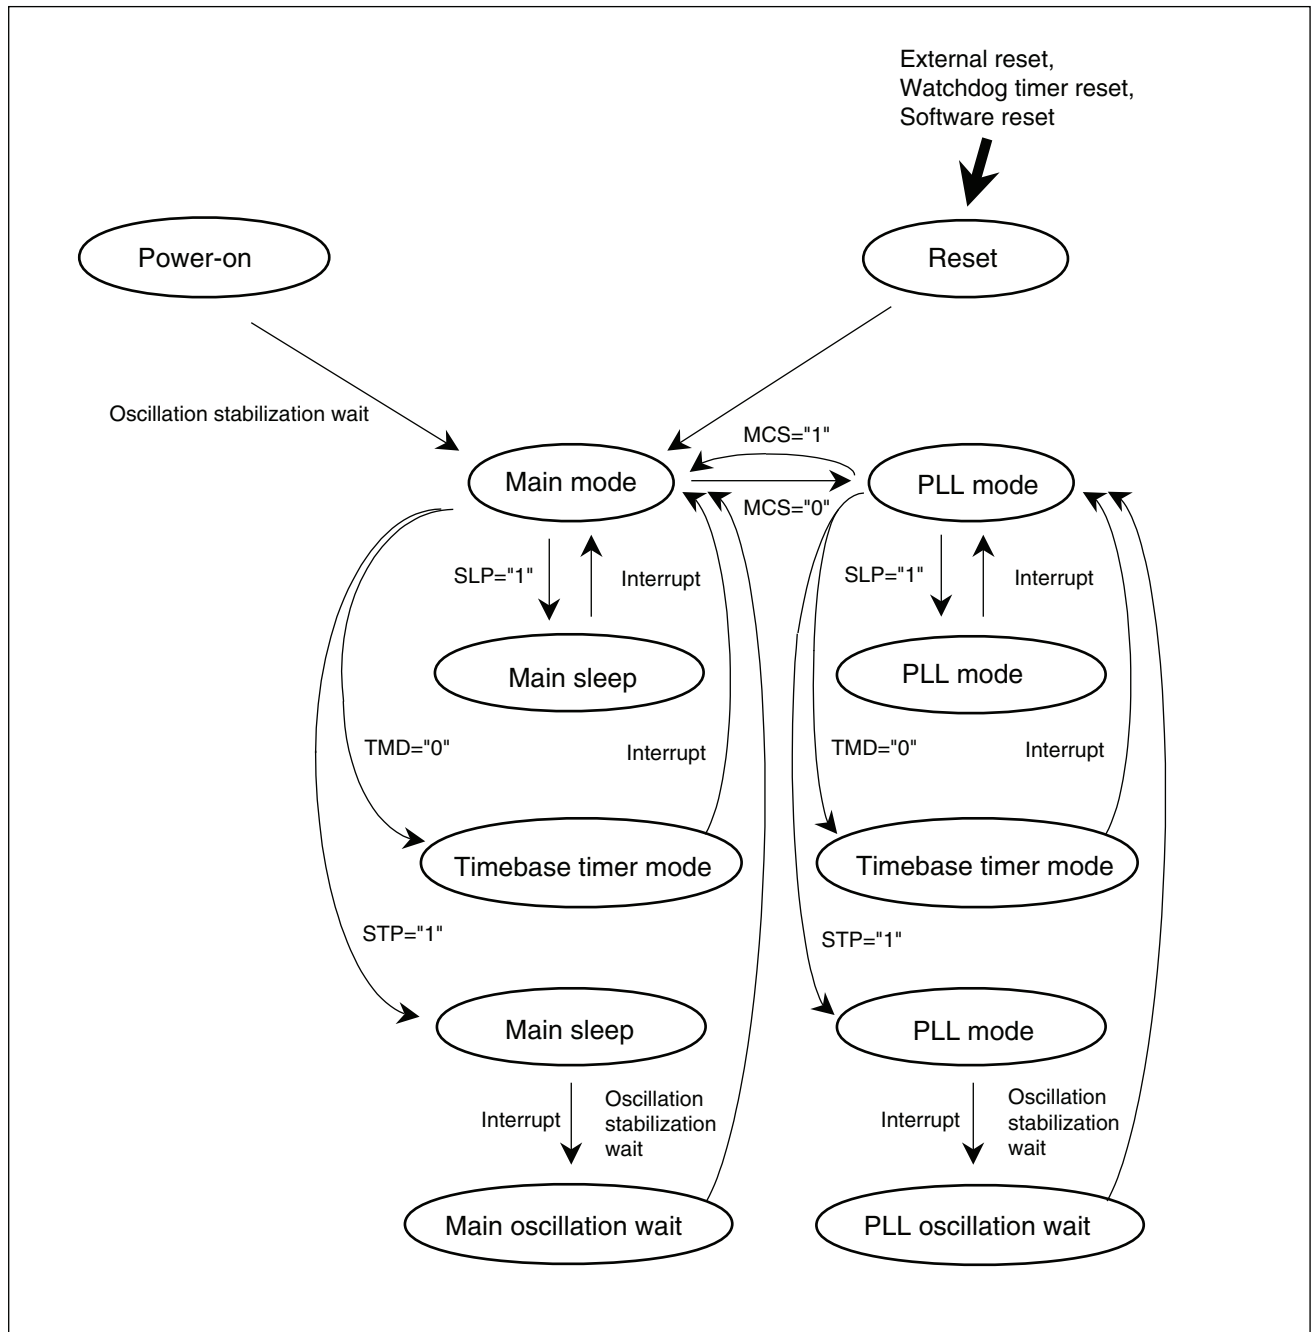 External reset,
Watchdog timer reset,
Software reset
Power-on
Reset
Oscillation stabilization wait
MCS="1"
Main mode
PLL mode
MCS="0"
SLP="1"
Interrupt
SLP="1"
Interrupt
Main sleep
PLL mode
TMD="0"
Interrupt
TMD="0"
Interrupt
Timebase timer mode
Timebase timer mode
STP="1"
STP="1"
Main sleep
PLL mode
Interrupt
Oscillation
stabilization
wait
Interrupt
Oscillation
stabilization
wait
Main oscillation wait
PLL oscillation wait